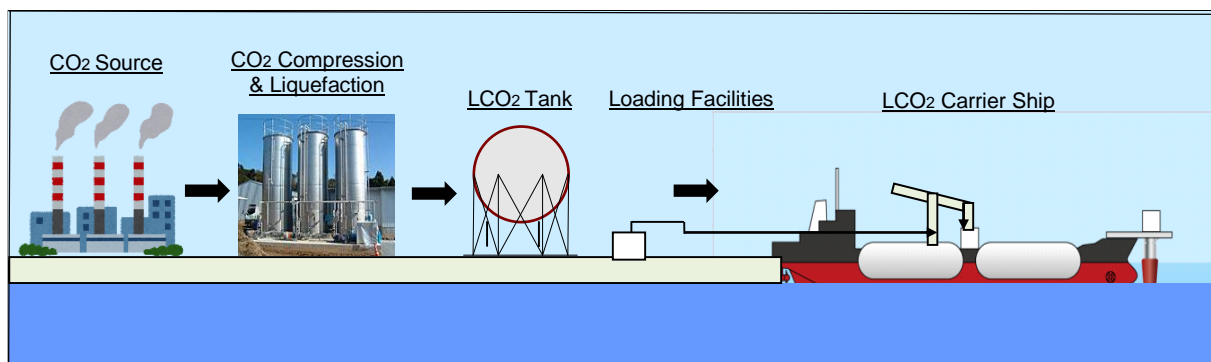 CO2 Source
CO2 Compression
& Liquefaction
LCO2 Tank
Loading Facilities
LCO2 Carrier Ship